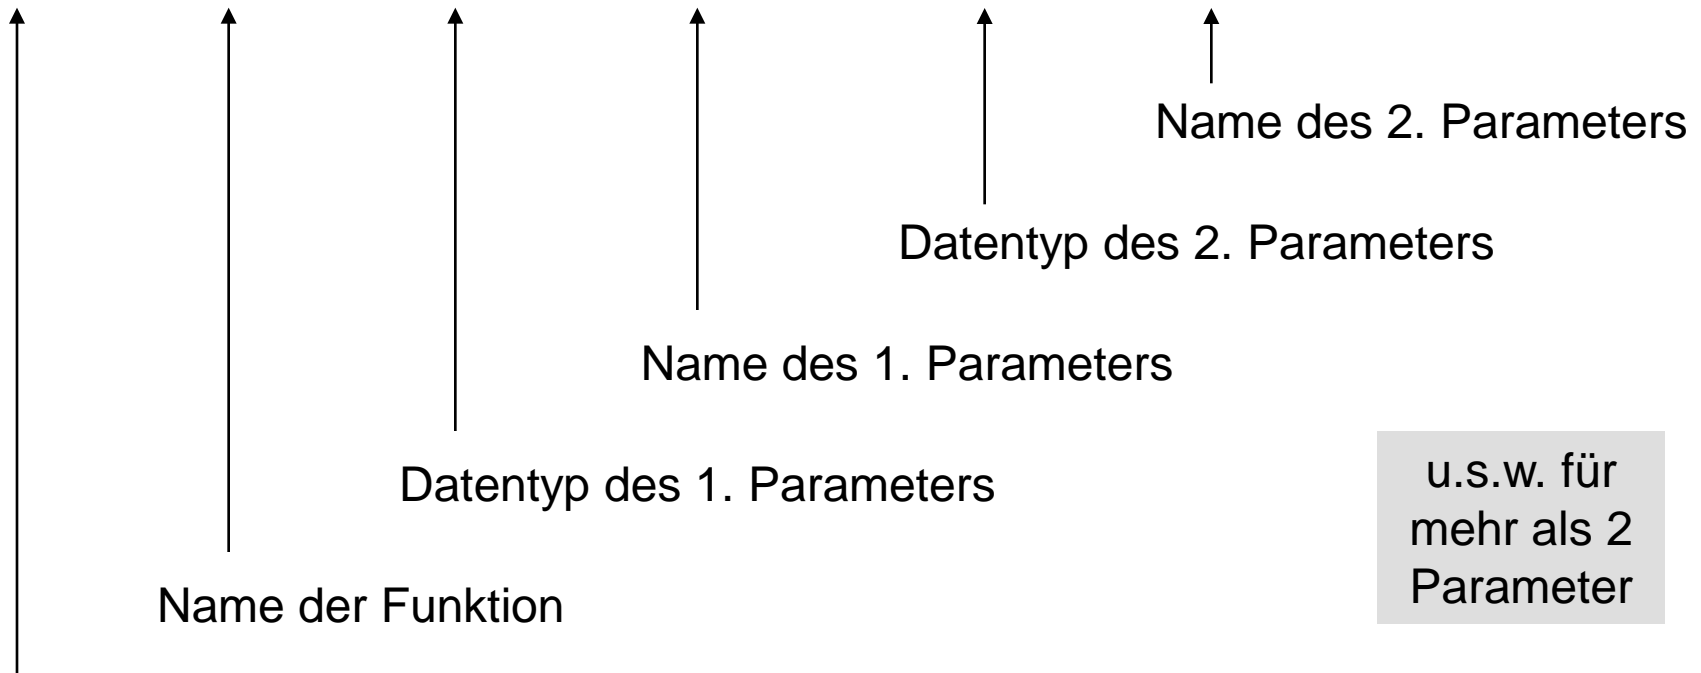 Name des 2. Parameters
Datentyp des 2. Parameters
Name des 1. Parameters
Datentyp des 1. Parameters
u.s.w. für
mehr als 2
Parameter
Name der Funktion